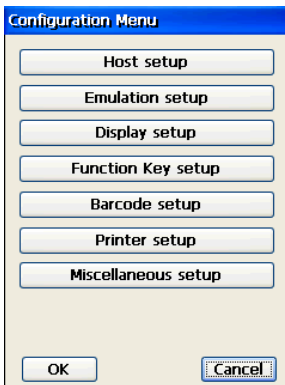 Configuration Menu
Host setup
Emulation setup
Display setup
Function Key setup
Barcode setup
Printer setup
Miscellaneous setup
OK Cancel